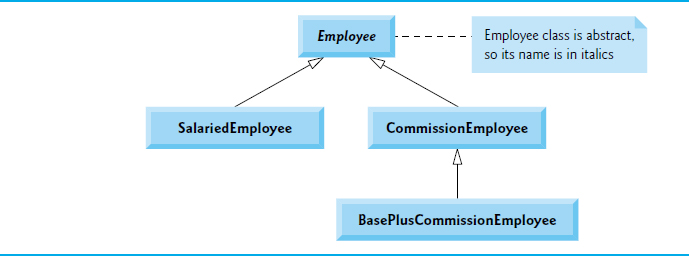 Employee
Employee class is abstract,
so its name is in italics
SalariedEmployee
CommissionEmployee
BasePlusCommissionEmployee